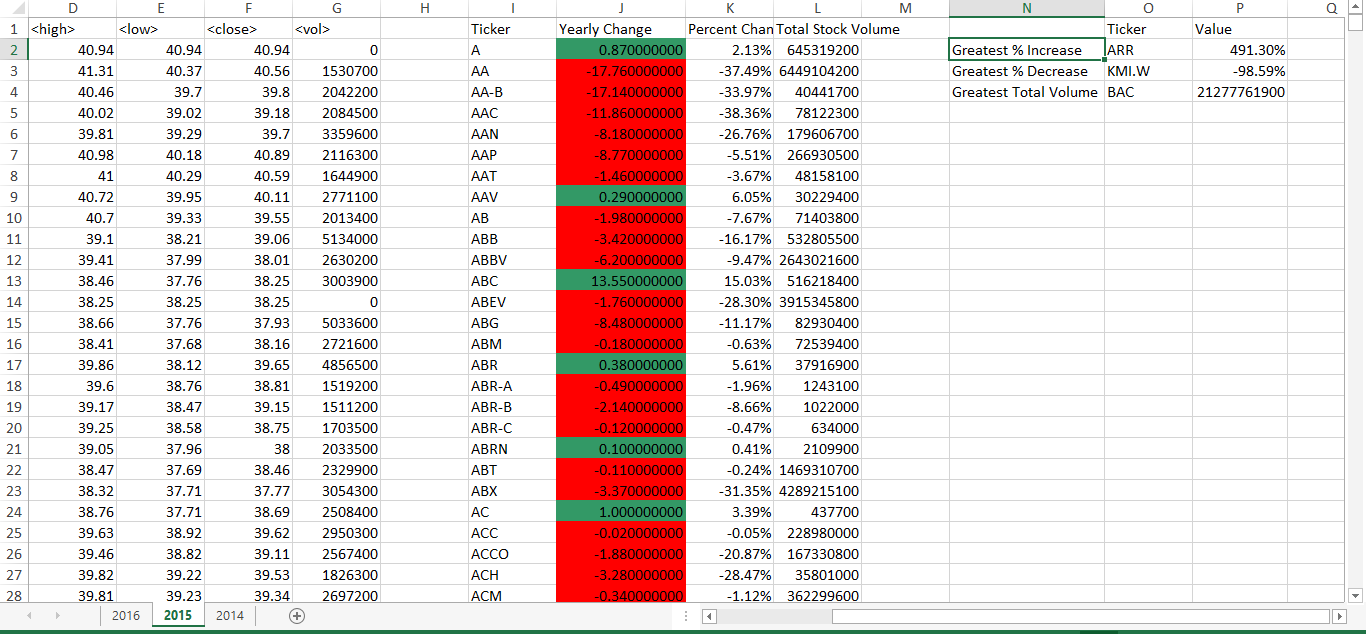 D E F G H I J K L M N O P Q
1 <high> <low> <close> <vol> Ticker Yearly Change Percent Chan Total Stock Volume Ticker Value
2 40.94 40.94 40.94 0 A 0.870000000 2.13% 645319200 Greatest % Increase ARR 491.30%
3 41.31 40.37 40.56 1530700 AA -17.760000000 -37.49% 6449104200 Greatest % Decrease KMI.W -98.59%
4 40.46 39.7 39.8 2042200 AA-B -17.140000000 -33.97% 40441700 Greatest Total Volume BAC 21277761900
5 40.02 39.02 39.18 2084500 AAC -11.860000000 -38.36% 78122300
6 39.81 39.29 39.7 3359600 AAN -8.180000000 -26.76% 179606700
7 40.98 40.18 40.89 2116300 AAP -8.770000000 -5.51% 266930500
8 41 40.29 40.59 1644900 AAT -1.460000000 -3.67% 48158100
9 40.72 39.95 40.11 2771100 AAV 0.290000000 6.05% 30229400
10 40.7 39.33 39.55 2013400 AB -1.980000000 -7.67% 71403800
11 39.1 38.21 39.06 5134000 ABB -3.420000000 -16.17% 532805500
12 39.41 37.99 38.01 2630200 ABBV -6.200000000 -9.47% 2643021600
13 38.46 37.76 38.25 3003900 ABC 13.550000000 15.03% 516218400
14 38.25 38.25 38.25 0 ABEV -1.760000000 -28.30% 3915345800
15 38.66 37.76 37.93 5033600 ABG -8.480000000 -11.17% 82930400
16 38.41 37.68 38.16 2721600 ABM -0.180000000 -0.63% 72539400
17 39.86 38.12 39.65 4856500 ABR 0.380000000 5.61% 37916900
18 39.6 38.76 38.81 1519200 ABR-A -0.490000000 -1.96% 1243100
19 39.17 38.47 39.15 1511200 ABR-B -2.140000000 -8.66% 1022000
20 39.25 38.58 38.75 1703500 ABR-C -0.120000000 -0.47% 634000
21 39.05 37.96 38 2033500 ABRN 0.100000000 0.41% 2109900
22 38.47 37.69 38.46 2329900 ABT -0.110000000 -0.24% 1469310700
23 38.32 37.71 37.77 3054300 ABX -3.370000000 -31.35% 4289215100
24 38.76 37.71 38.69 2508400 AC 1.000000000 3.39% 437700
25 39.63 38.92 39.62 2950300 ACC -0.020000000 -0.05% 228980000
26 39.46 38.82 39.11 2567400 ACCO -1.880000000 -20.87% 167330800
27 39.82 39.22 39.53 1826300 ACH -3.280000000 -28.47% 35801000
28 39.81 39.23 39.34 2697200 ACM -0.340000000 -1.12% 362299600
2016 2015 2014